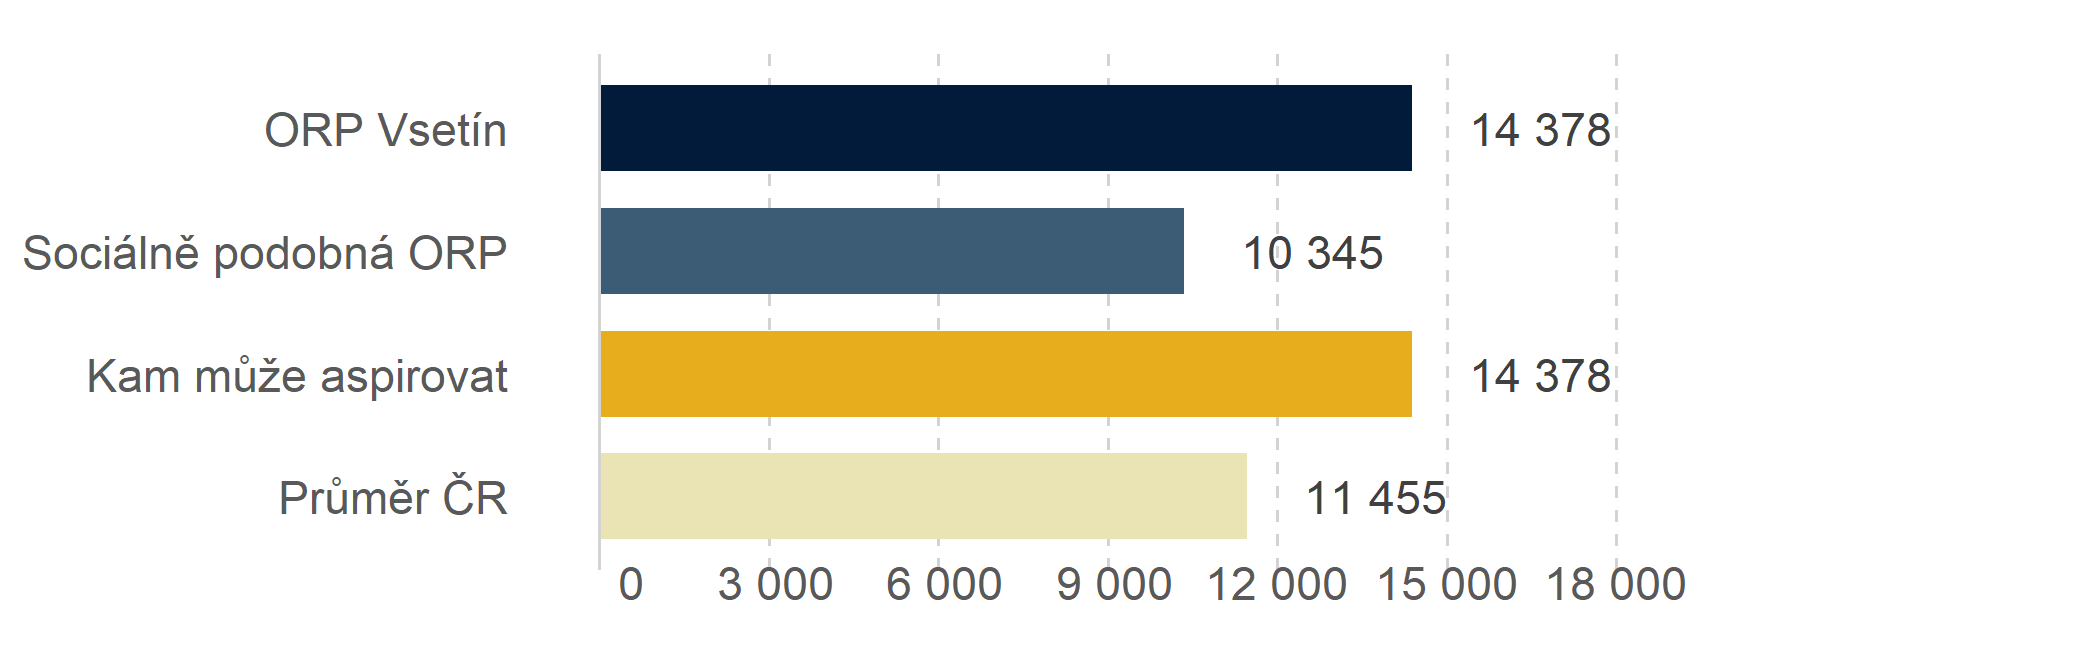 ORP Vsetín 14 378
Sociálně podobná ORP 10 345
Kam může aspirovat 14 378
Průměr ČR 11 455
0 3 000 6 000 9 000 12 000 15 000 18 000